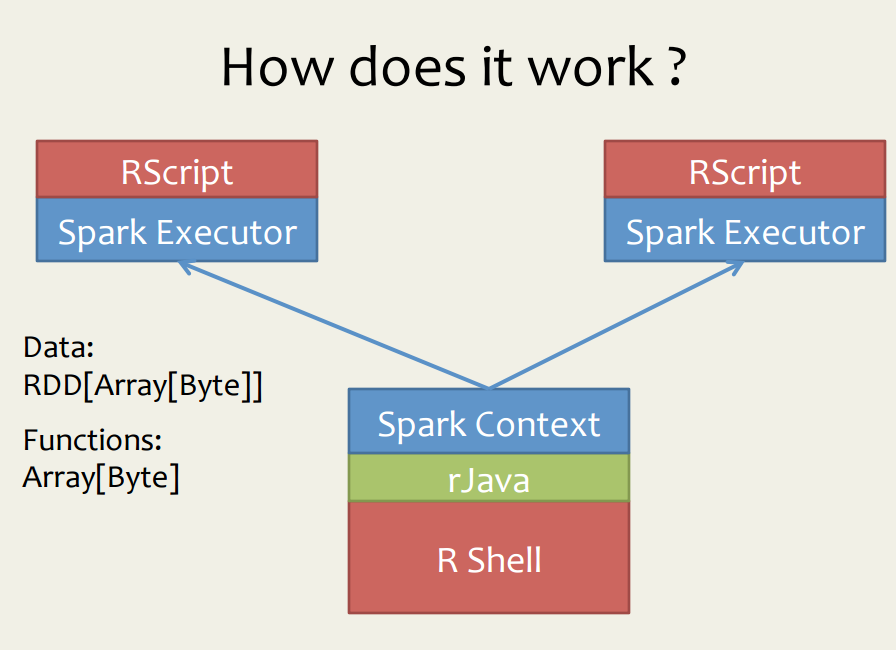 How does it work ?
RScript
Spark Executor
RScript
Spark Executor
Data:
RDD[Array[Byte]]
Functions:
Array[Byte]
Spark Context
rJava
R Shell